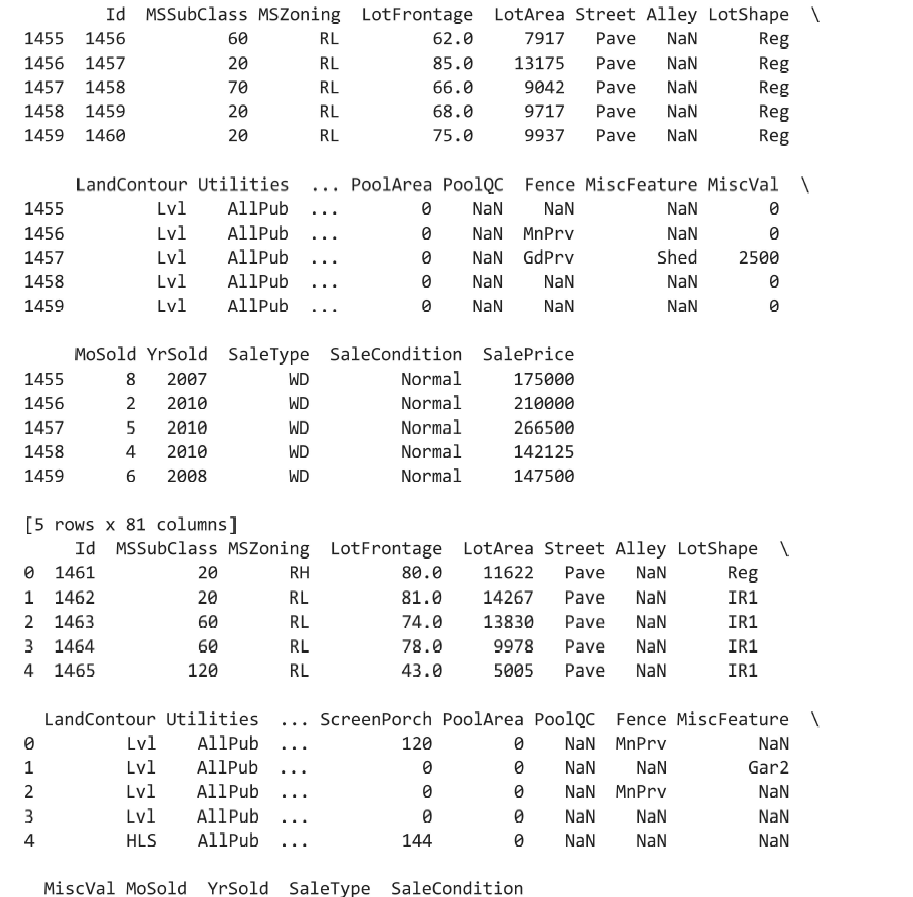 Id  MSSubClass MSZoning  LotFrontage  LotArea Street Alley LotShape  \
1455  1456          60       RL         62.0     7917   Pave   NaN      Reg
1456  1457          20       RL         85.0    13175   Pave   NaN      Reg
1457  1458          70       RL         66.0     9042   Pave   NaN      Reg
1458  1459          20       RL         68.0     9717   Pave   NaN      Reg
1459  1460          20       RL         75.0     9937   Pave   NaN      Reg

     LandContour Utilities  ... PoolArea PoolQC  Fence MiscFeature MiscVal  \
1455         Lvl    AllPub  ...        0    NaN    NaN         NaN       0
1456         Lvl    AllPub  ...        0    NaN  MnPrv         NaN       0
1457         Lvl    AllPub  ...        0    NaN  GdPrv        Shed    2500
1458         Lvl    AllPub  ...        0    NaN    NaN         NaN       0
1459         Lvl    AllPub  ...        0    NaN    NaN         NaN       0

     MoSold YrSold  SaleType  SaleCondition  SalePrice
1455      8   2007        WD         Normal     175000
1456      2   2010        WD         Normal     210000
1457      5   2010        WD         Normal     266500
1458      4   2010        WD         Normal     142125
1459      6   2008        WD         Normal     147500

[5 rows x 81 columns]
     Id  MSSubClass MSZoning  LotFrontage  LotArea Street Alley LotShape  \
0  1461          20       RH         80.0    11622   Pave   NaN      Reg
1  1462          20       RL         81.0    14267   Pave   NaN      IR1
2  1463          60       RL         74.0    13830   Pave   NaN      IR1
3  1464          60       RL         78.0     9978   Pave   NaN      IR1
4  1465         120       RL         43.0     5005   Pave   NaN      IR1

  LandContour Utilities  ... ScreenPorch PoolArea PoolQC  Fence MiscFeature  \
0         Lvl    AllPub  ...         120        0    NaN  MnPrv         NaN
1         Lvl    AllPub  ...           0        0    NaN    NaN        Gar2
2         Lvl    AllPub  ...           0        0    NaN  MnPrv         NaN
3         Lvl    AllPub  ...           0        0    NaN    NaN         NaN
4         HLS    AllPub  ...         144        0    NaN    NaN         NaN

  MiscVal MoSold  YrSold  SaleType  SaleCondition